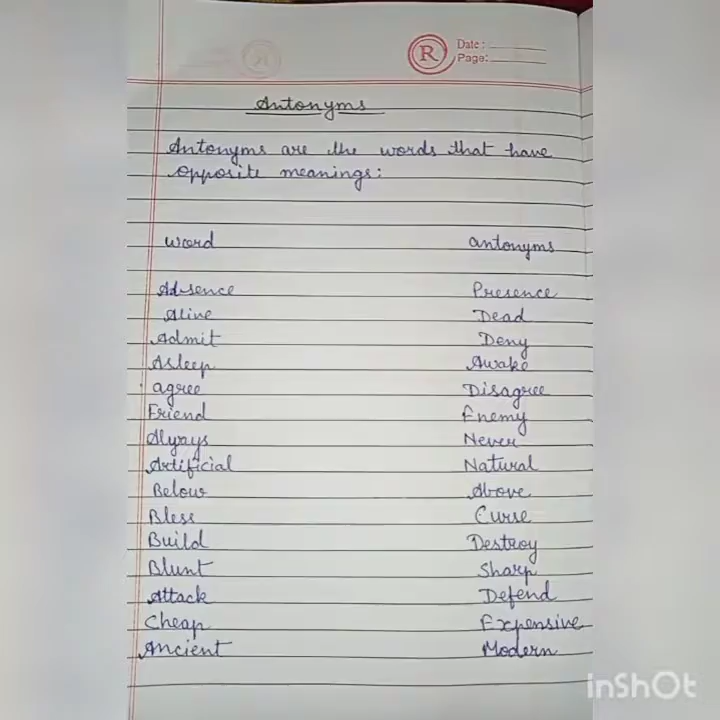 R Date:
Page:
Antonyms
Antonyms are the words that have
opposite meanings:
Word antonyms
Absence Presence
Alive Dead
Admit Deny
Asleep Awake
agree Disagree
Friend Enemy
Alyays Never
Artificial Natural
Below Above
Bless Curse
Build Destroy
Blunt Sharp
Attack Defend
Cheap Expensive
Ancient Modern
InShOt